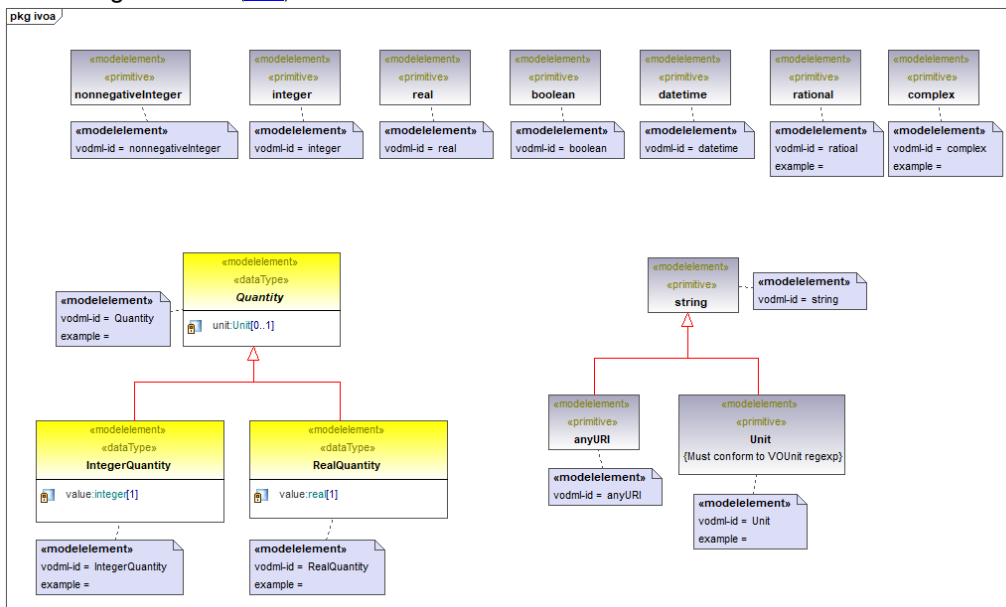 pkg ivoa
«modelelement»
«primitive»
nonnegativeInteger
«modelelement»
«primitive»
integer
«modelelement»
«primitive»
real
«modelelement»
«primitive»
boolean
«modelelement»
«primitive»
datetime
«modelelement»
«primitive»
rational
«modelelement»
«primitive»
complex
«modelelement»
vodml-id = nonnegativeInteger
«modelelement»
vodml-id = integer
«modelelement»
vodml-id = real
«modelelement»
vodml-id = boolean
«modelelement»
vodml-id = datetime
«modelelement»
vodml-id = ratioal
example =
«modelelement»
vodml-id = complex
example =
«modelelement»
«dataType»
Quantity
unit:Unit[0..1]
«modelelement»
vodml-id = Quantity
example =
«modelelement»
«primitive»
string
«modelelement»
vodml-id = string
«modelelement»
«dataType»
IntegerQuantity
value:integer[1]
«modelelement»
«dataType»
RealQuantity
value:real[1]
«modelelement»
«primitive»
anyURI
«modelelement»
«primitive»
Unit
{Must conform to VOUnit regexp}
«modelelement»
vodml-id = anyURI
«modelelement»
vodml-id = Unit
example =
«modelelement»
vodml-id = IntegerQuantity
example =
«modelelement»
vodml-id = RealQuantity
example =